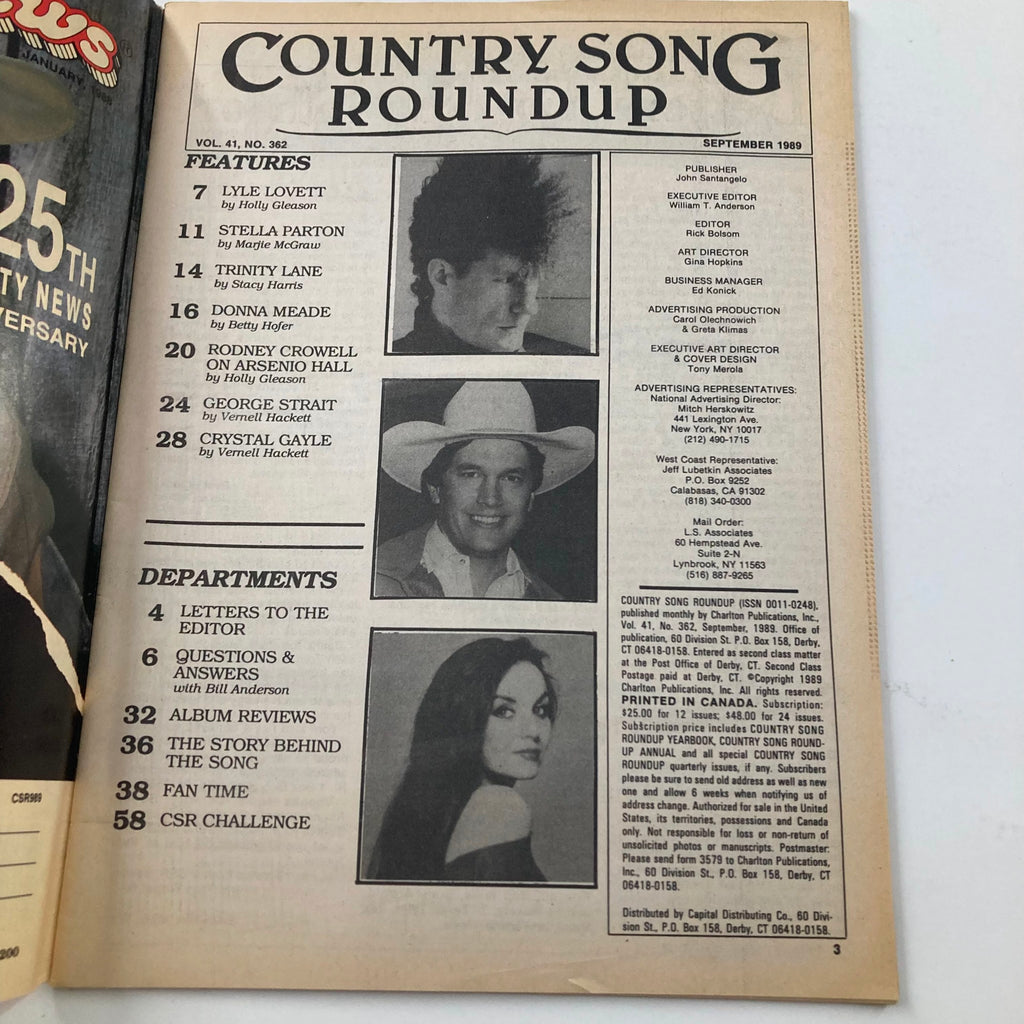 ws
JANUARY
25TH
TY NEWS
VERSARY
CSR989
200
COUNTRY SONG
ROUNDUP
VOL. 41, NO. 362
SEPTEMBER 1989
FEATURES
7 LYLE LOVETT
by Holly Gleason
11 STELLA PARTON
by Marjie McGraw
14 TRINITY LANE
by Stacy Harris
16 DONNA MEADE
by Betty Hofer
20 RODNEY CROWELL
ON ARSENIO HALL
by Holly Gleason
24 GEORGE STRAIT
by Vernell Hackett
28 CRYSTAL GAYLE
by Vernell Hackett
DEPARTMENTS
4 LETTERS TO THE
EDITOR
6 QUESTIONS &
ANSWERS
with Bill Anderson
32 ALBUM REVIEWS
36 THE STORY BEHIND
THE SONG
38 FAN TIME
58 CSR CHALLENGE
PUBLISHER
John Santangelo
EXECUTIVE EDITOR
William T. Anderson
EDITOR
Rick Bolsom
ART DIRECTOR
Gina Hopkins
BUSINESS MANAGER
Ed Konick
ADVERTISING PRODUCTION
Carol Olechnowich
& Greta Klimas
EXECUTIVE ART DIRECTOR
& COVER DESIGN
Tony Merola
ADVERTISING REPRESENTATIVES:
National Advertising Director:
Mitch Herskowitz
441 Lexington Ave.
New York, NY 10017
(212) 490-1715
West Coast Representative:
Jeff Lubetkin Associates
P.O. Box 9252
Calabasas, CA 91302
(818) 340-0300
Mail Order:
L.S. Associates
60 Hempstead Ave.
Suite 2-N
Lynbrook, NY 11563
(516) 887-9265
COUNTRY SONG ROUNDUP (ISSN 0011-0248),
published monthly by Charlton Publications, Inc.,
Vol. 41, No. 362, September, 1989. Office of
publication, 60 Division St. P.O. Box 158, Derby,
CT 06418-0158. Entered as second class matter
at the Post Office of Derby, CT. Second Class
Postage paid at Derby, CT. ©Copyright 1989
Charlton Publications, Inc. All rights reserved.
PRINTED IN CANADA. Subscription:
$25.00 for 12 issues; $48.00 for 24 issues.
Subscription price includes COUNTRY SONG
ROUNDUP YEARBOOK, COUNTRY SONG ROUND-
UP ANNUAL and all special COUNTRY SONG
ROUNDUP quarterly issues, if any. Subscribers
please be sure to send old address as well as new
one and allow 6 weeks when notifying us of
address change. Authorized for sale in the United
States, its territories, possessions and Canada
only. Not responsible for loss or non-return of
unsolicited photos or manuscripts. Postmaster:
Please send form 3579 to Charlton Publications,
Inc., 60 Division St., P.O. Box 158, Derby, CT
06418-0158.
Distributed by Capital Distributing Co., 60 Divi-
sion St., P.O. Box 158, Derby, CT 06418-0158.
3